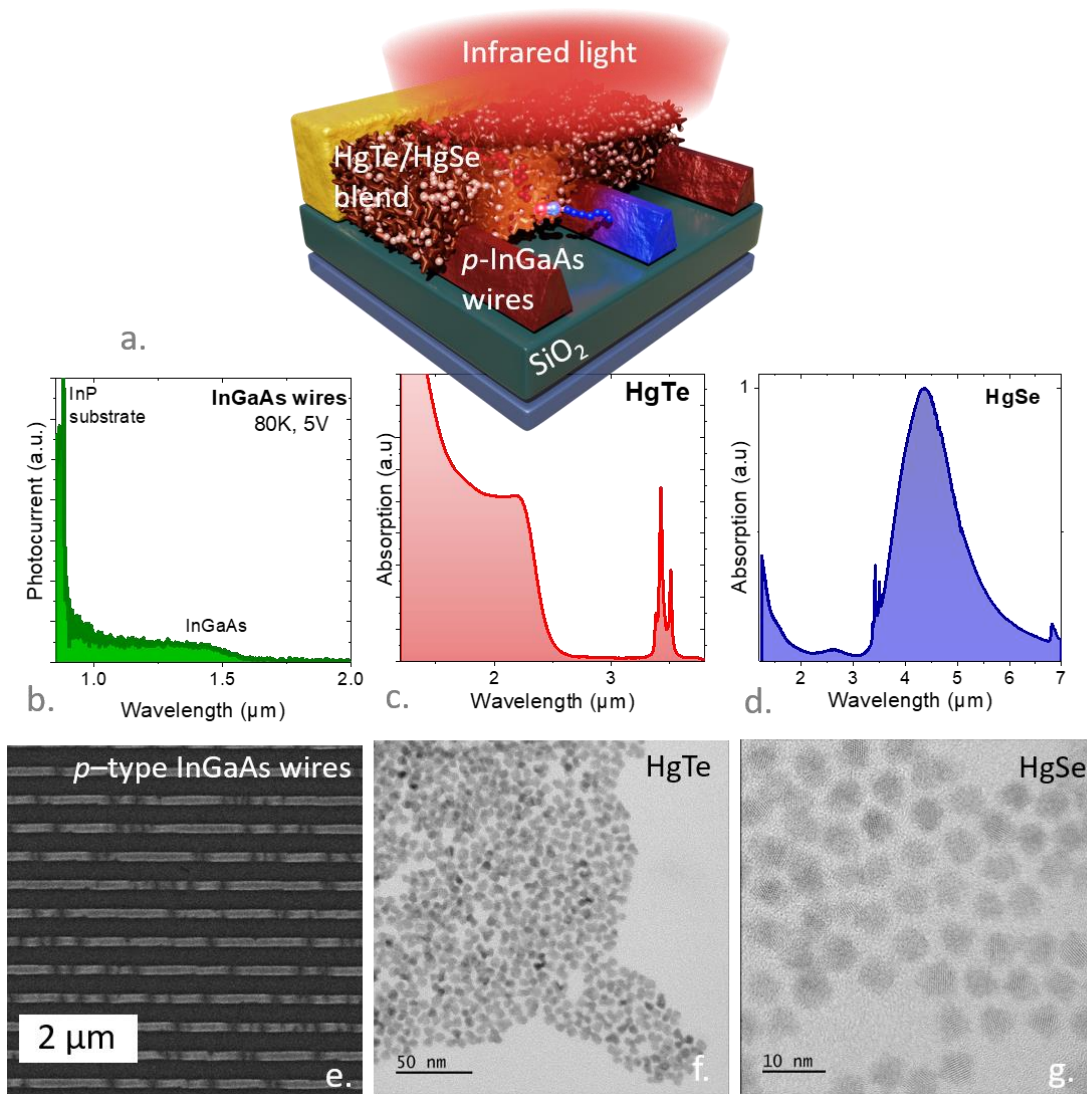 Infrared light
HgTe/HgSe
blend
p-InGaAs
wires
SiO2
a.
InP
substrate
InGaAs wires
80K, 5V
InGaAs
Photocurrent (a.u.)
1.0 1.5 2.0
Wavelength (µm)
b.
HgTe
Absorption (a.u)
2 3
Wavelength (µm)
c.
HgSe
1
Absorption (a.u)
2 3 4 5 6 7
Wavelength (µm)
d.
p–type InGaAs wires
2 µm
e.
HgTe
50 nm
f.
HgSe
10 nm
g.